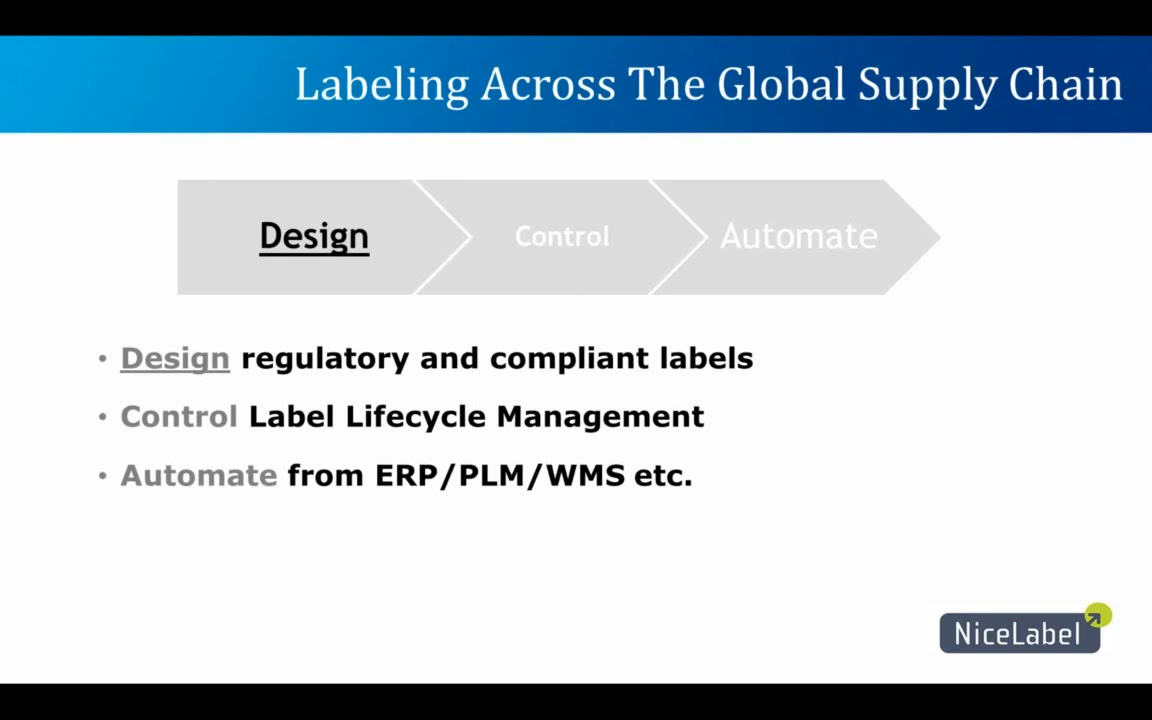 Labeling Across The Global Supply Chain
Design
Control
Automate
• Design regulatory and compliant labels
• Control Label Lifecycle Management
• Automate from ERP/PLM/WMS etc.
NiceLabel